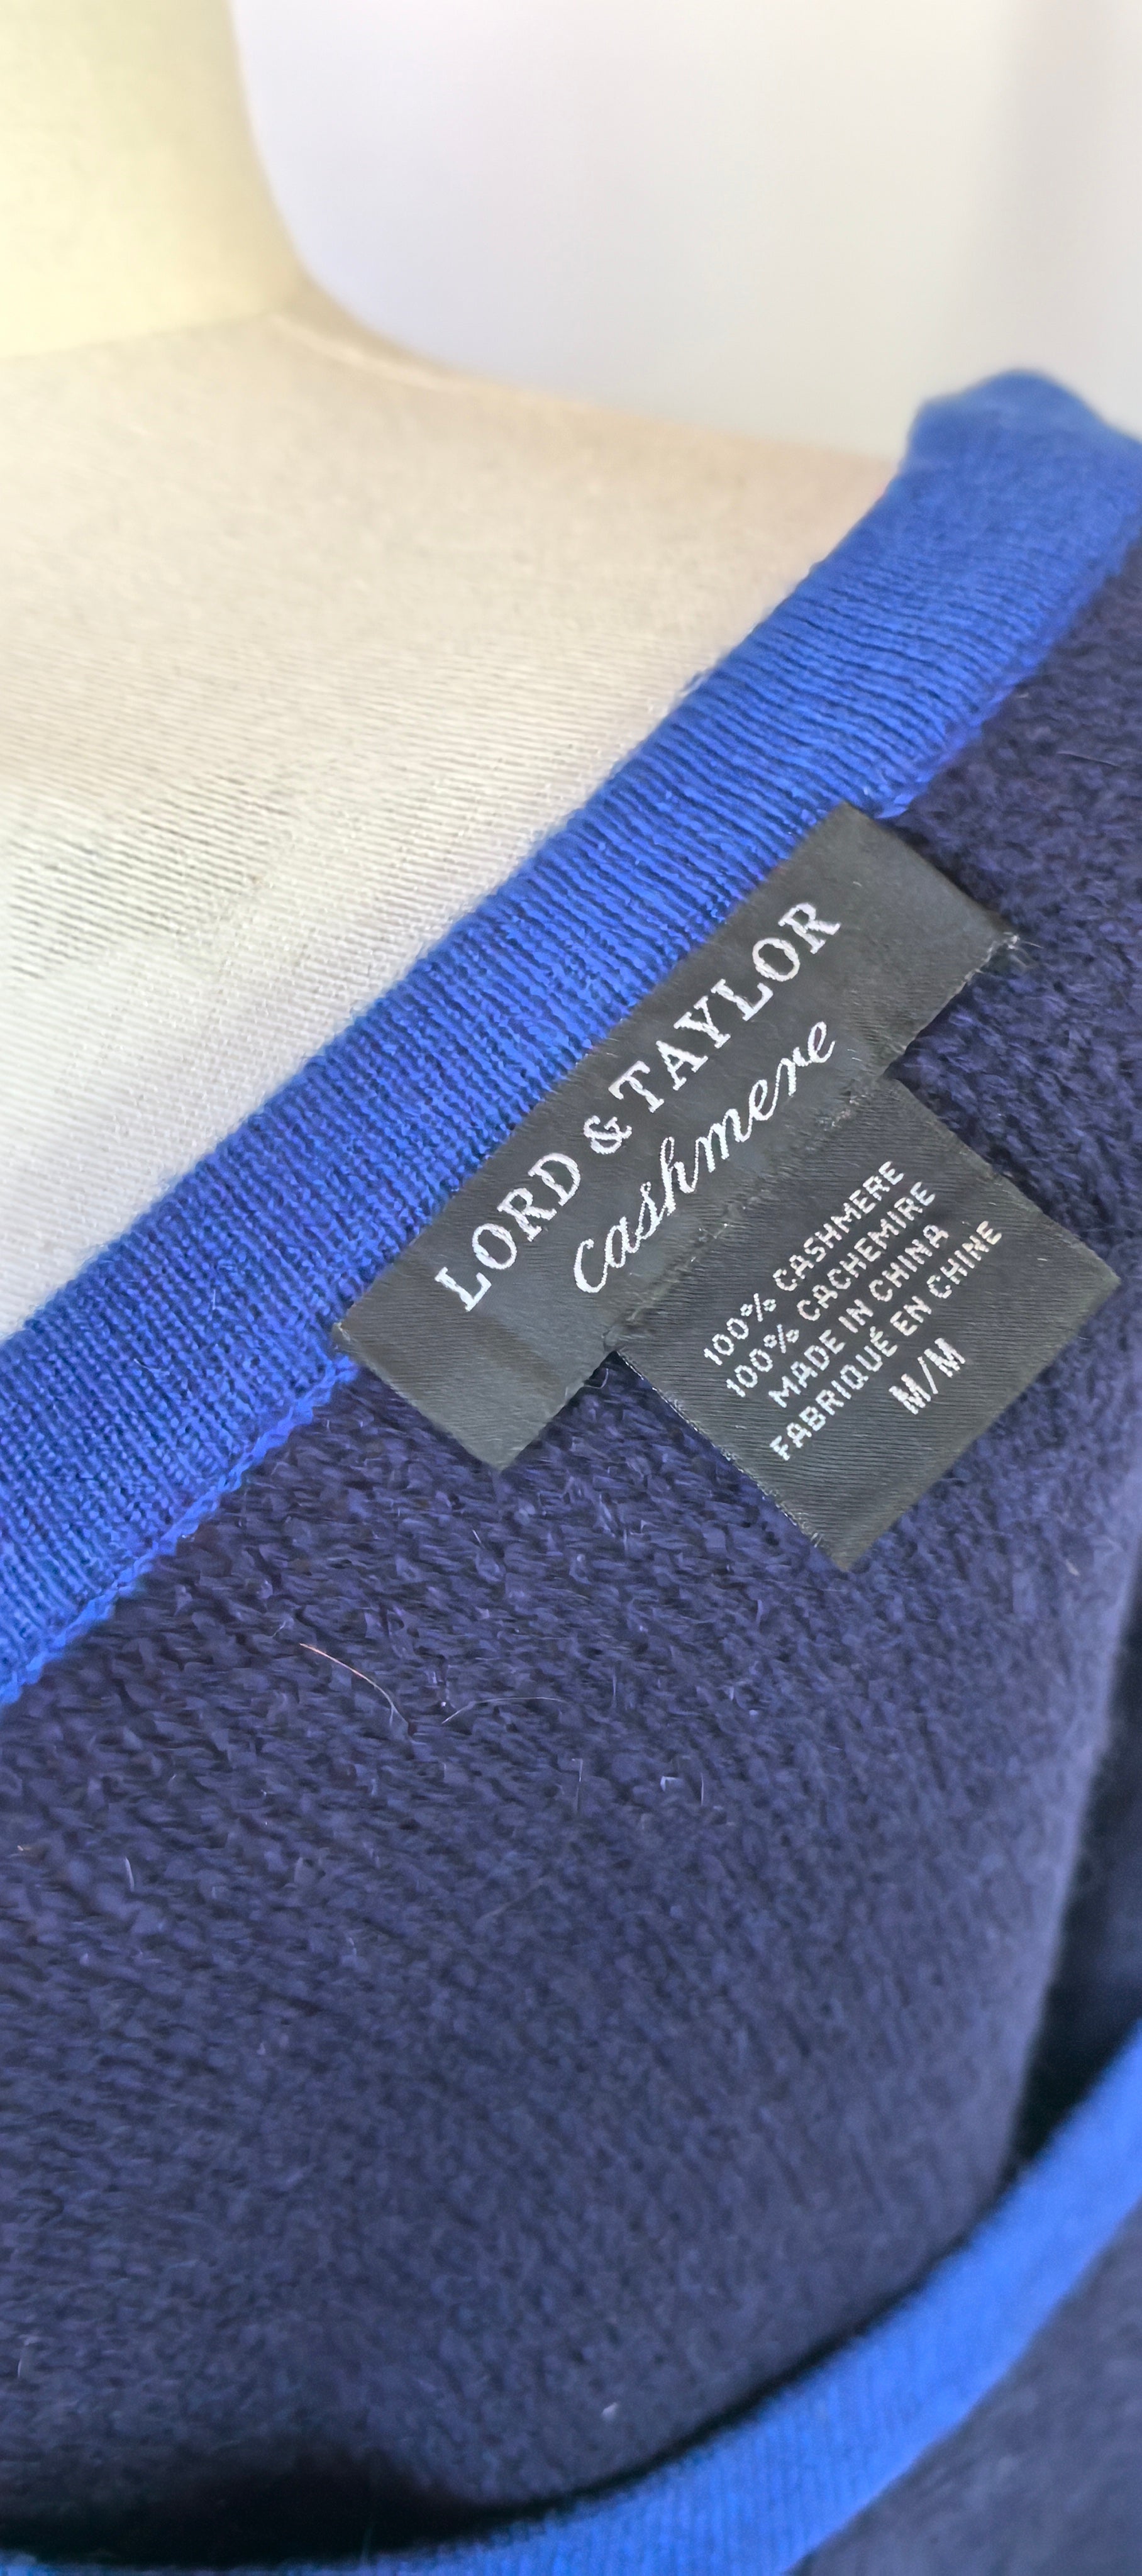 LORD & TAYLOR
cashmere
100% CASHMERE
100% CACHEMIRE
MADE IN CHINA
FABRIQUÉ EN CHINE
M/M